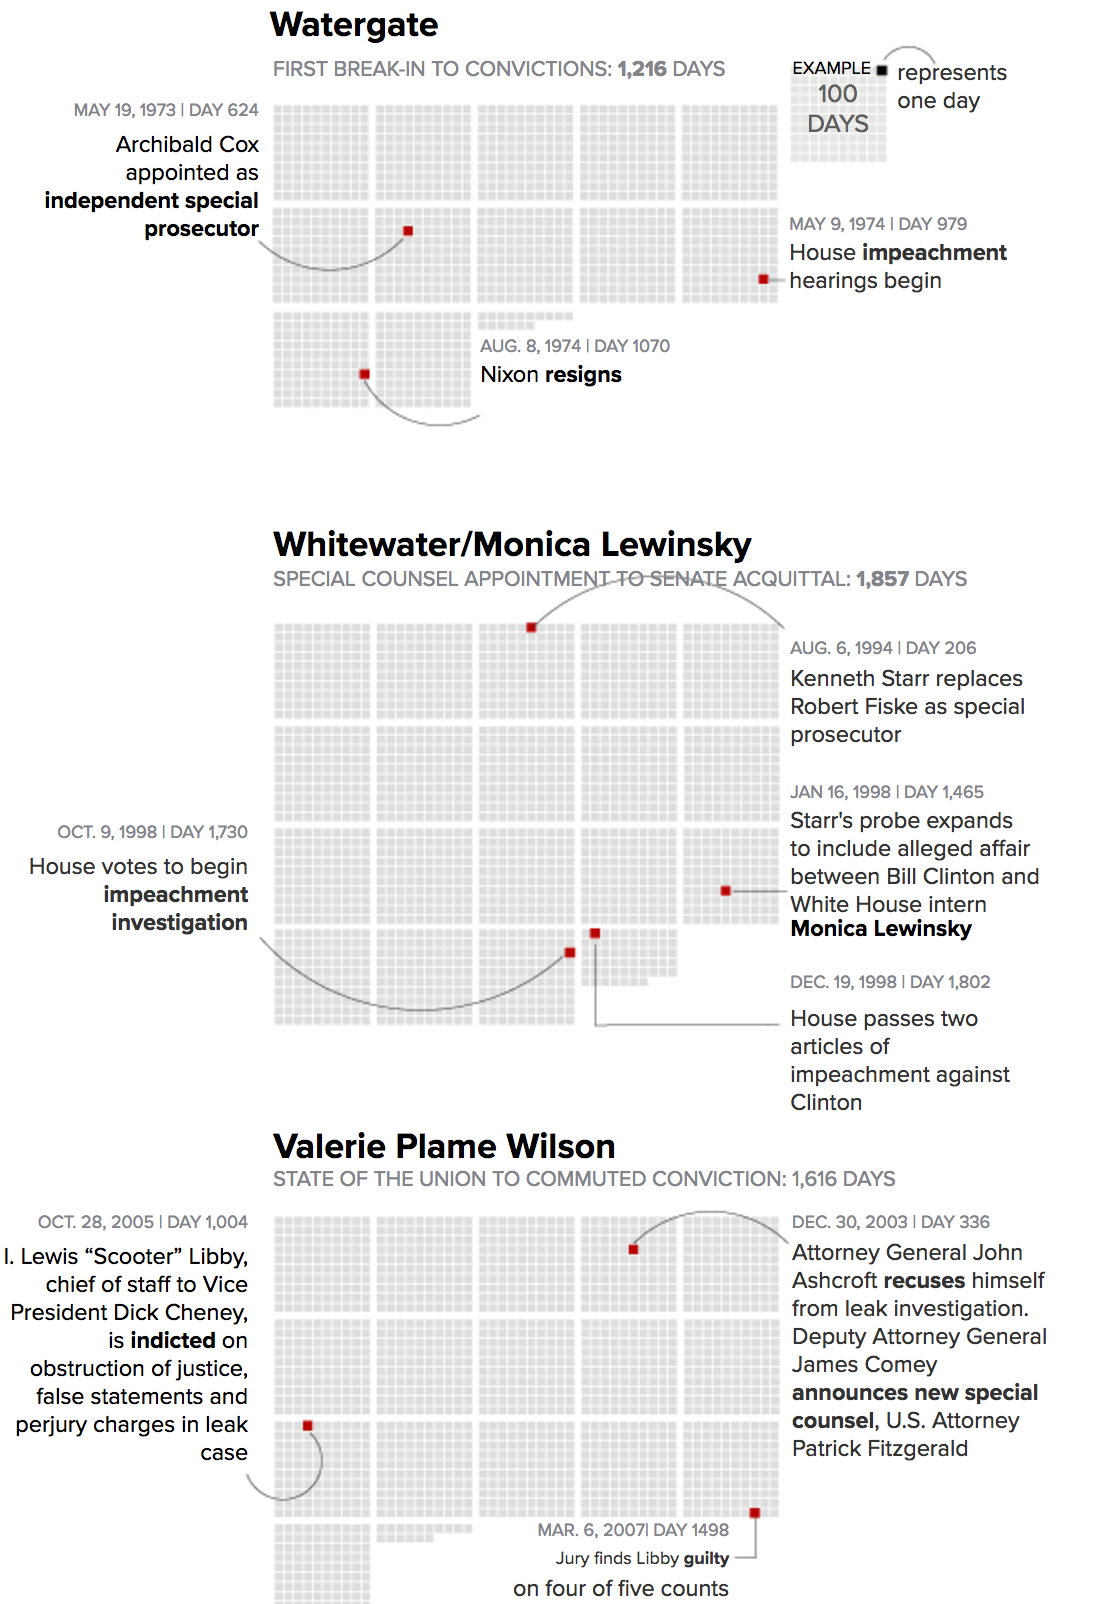 Watergate
FIRST BREAK-IN TO CONVICTIONS: 1,216 DAYS
EXAMPLE
100
DAYS
represents
one day
MAY 19, 1973 | DAY 624
Archibald Cox
appointed as
independent special
prosecutor
MAY 9, 1974 | DAY 979
House impeachment
hearings begin
AUG. 8, 1974 | DAY 1070
Nixon resigns
Whitewater/Monica Lewinsky
SPECIAL COUNSEL APPOINTMENT TO SENATE ACQUITTAL: 1,857 DAYS
AUG. 6, 1994 | DAY 206
Kenneth Starr replaces
Robert Fiske as special
prosecutor
JAN 16, 1998 | DAY 1,465
Starr's probe expands
to include alleged affair
between Bill Clinton and
White House intern
Monica Lewinsky
OCT. 9, 1998 | DAY 1,730
House votes to begin
impeachment
investigation
DEC. 19, 1998 | DAY 1,802
House passes two
articles of
impeachment against
Clinton
Valerie Plame Wilson
STATE OF THE UNION TO COMMUTED CONVICTION: 1,616 DAYS
OCT. 28, 2005 | DAY 1,004
I. Lewis “Scooter” Libby,
chief of staff to Vice
President Dick Cheney,
is indicted on
obstruction of justice,
false statements and
perjury charges in leak
case
DEC. 30, 2003 | DAY 336
Attorney General John
Ashcroft recuses himself
from leak investigation.
Deputy Attorney General
James Comey
announces new special
counsel, U.S. Attorney
Patrick Fitzgerald
MAR. 6, 2007| DAY 1498
Jury finds Libby guilty
on four of five counts